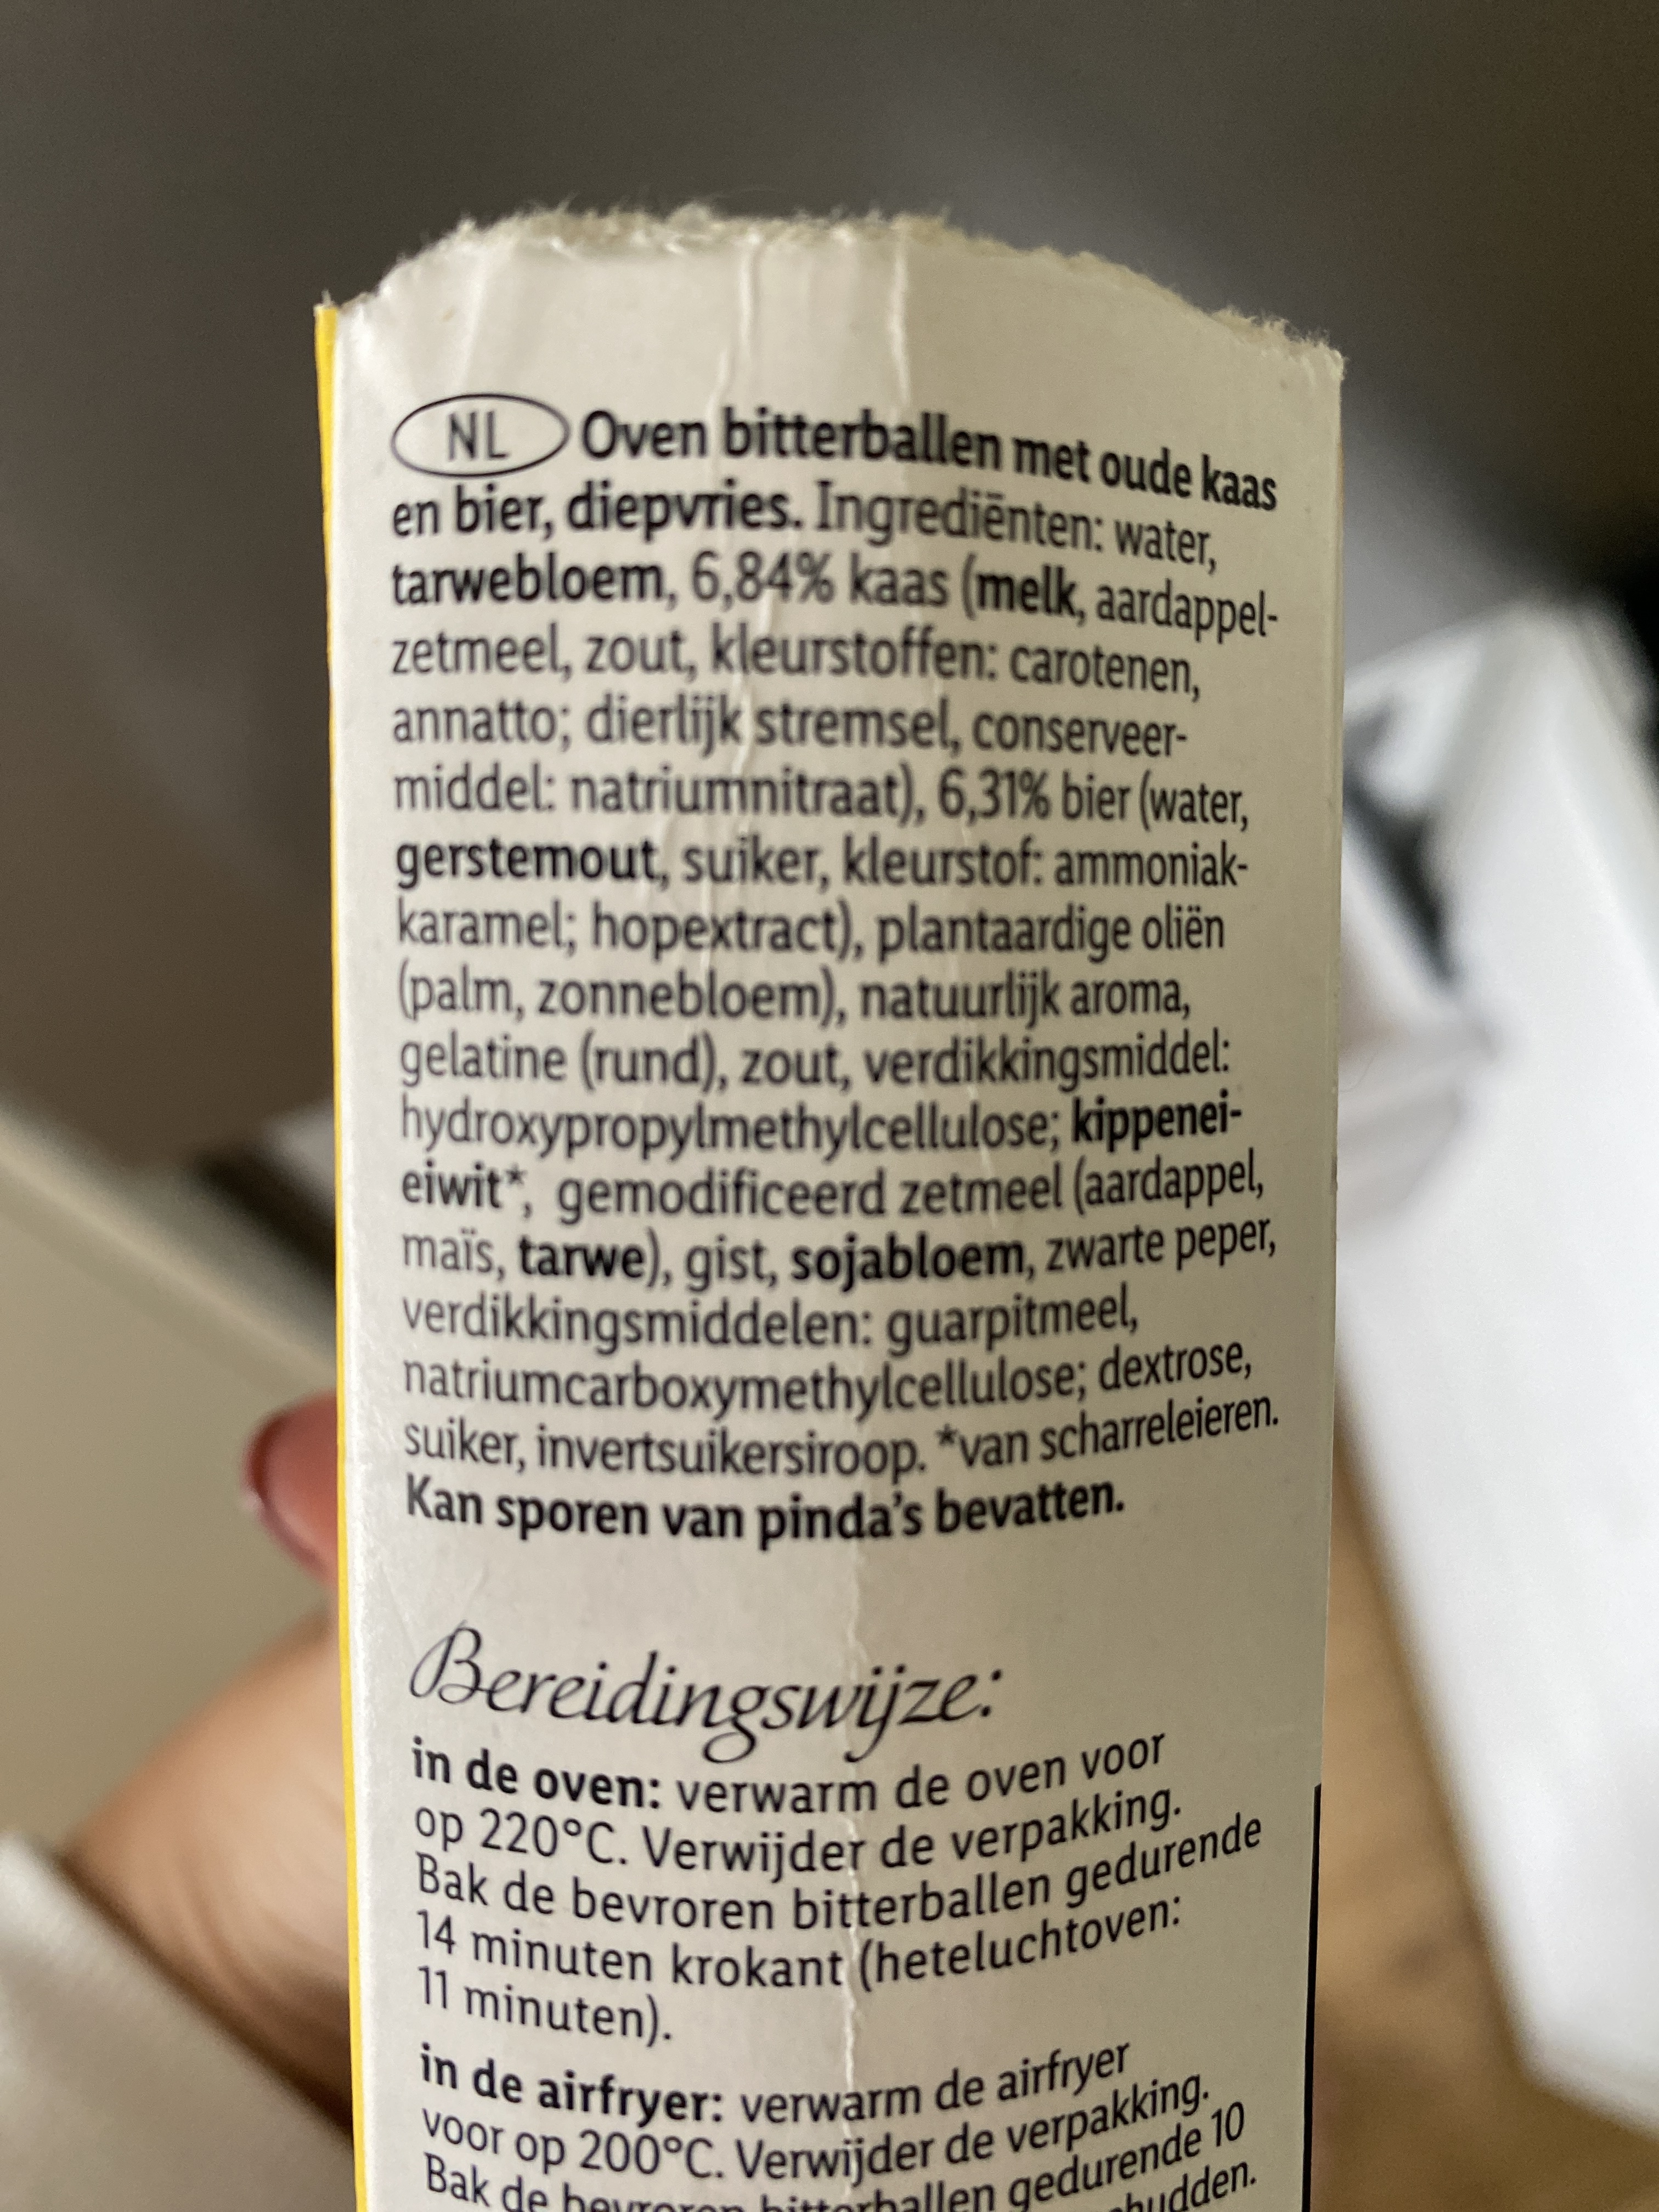 NL Oven bitterballen met oude kaas
en bier, diepvries. Ingrediënten: water,
tarwebloem, 6,84% kaas (melk, aardappel-
zetmeel, zout, kleurstoffen: carotenen,
annatto; dierlijk stremsel, conserveer-
middel: natriumnitraat), 6,31% bier (water,
gerstemout, suiker, kleurstof: ammoniak-
karamel; hopextract), plantaardige oliën
(palm, zonnebloem), natuurlijk aroma,
gelatine (rund), zout, verdikkingsmiddel:
hydroxypropylmethylcellulose; kippenei-
eiwit*, gemodificeerd zetmeel (aardappel,
maïs, tarwe), gist, sojabloem, zwarte peper,
verdikkingsmiddelen: guarpitmeel,
natriumcarboxymethylcellulose; dextrose,
suiker, invertsuikersiroop. *van scharreleieren.
Kan sporen van pinda's bevatten.
Bereidingswijze:
in de oven: verwarm de oven voor
op 220°C. Verwijder de verpakking.
Bak de bevroren bitterballen gedurende
14 minuten krokant (heteluchtoven:
11 minuten).
in de airfryer: verwarm de airfryer
voor op 200°C. Verwijder de verpakking.
Bak de bevroren bitterballen gedurende 10